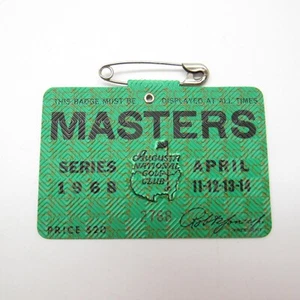 THIS BADGE MUST BE DISPLAYED AT ALL TIMES
MASTERS
SERIES
1968
Augusta
NATIONAL
GOLF
CLUB
APRIL
11-12-13-14
PRICE $20